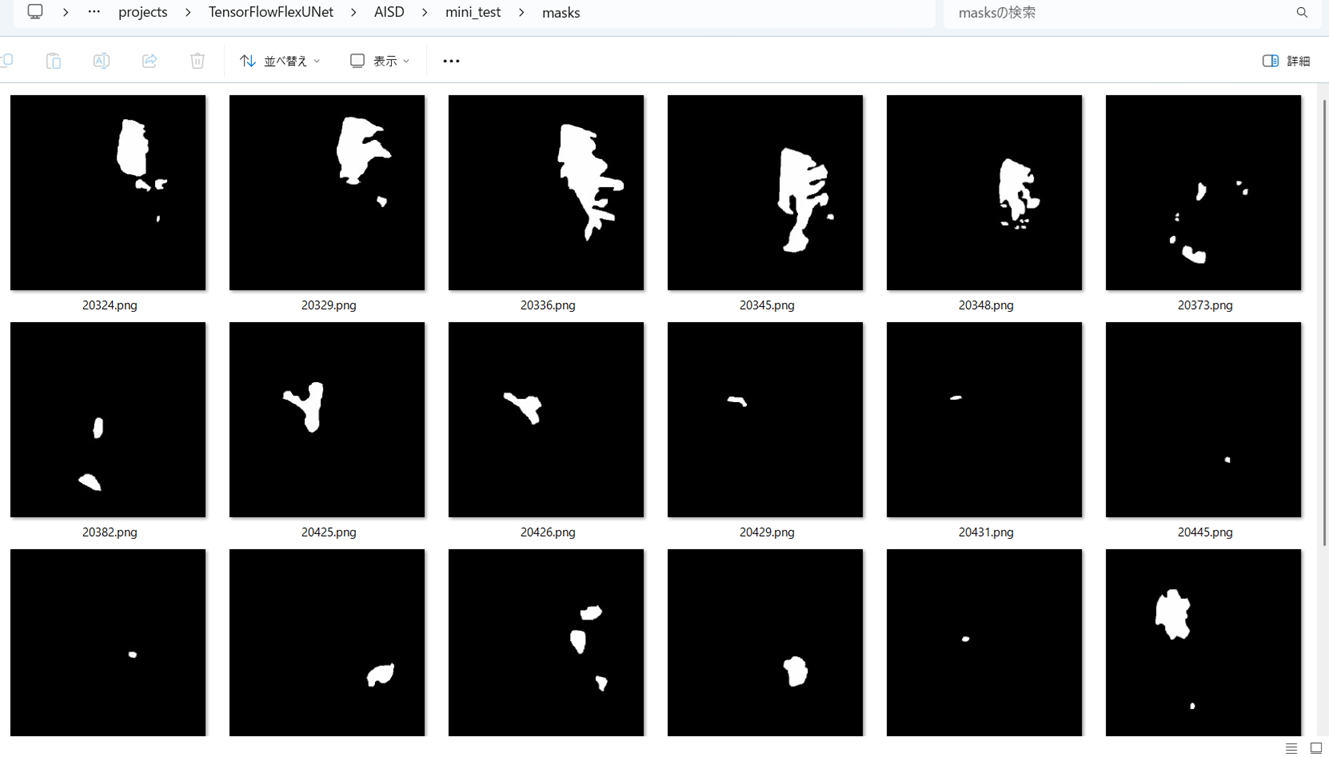 … projects > TensorFlowFlexUNet > AISD > mini_test > masks
masksの検索
並べ替え 表示 … 詳細
20324.png 20329.png 20336.png 20345.png 20348.png 20373.png
20382.png 20425.png 20426.png 20429.png 20431.png 20445.png